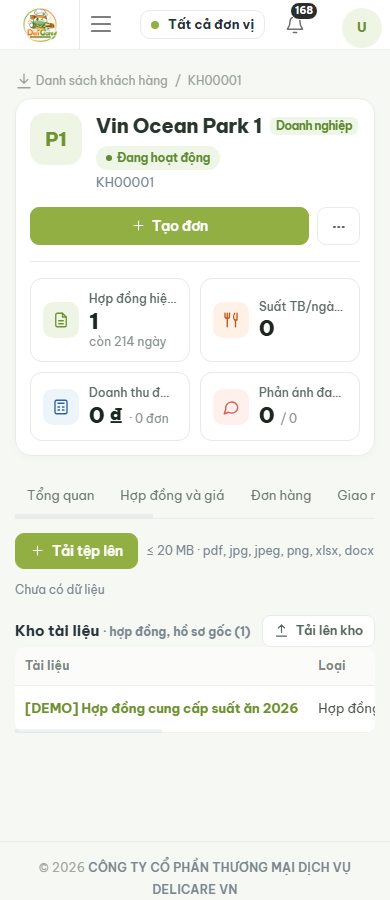 Tất cả đơn vị
168
U
Danh sách khách hàng / KH00001
P1
Vin Ocean Park 1
Doanh nghiệp
Đang hoạt động
KH00001
+ Tạo đơn
...
Hợp đồng hiệ...
1
còn 214 ngày
Suất TB/ngà...
0
Doanh thu đ...
0 ₫ · 0 đơn
Phản ánh đa...
0 / 0
Tổng quan
Hợp đồng và giá
Đơn hàng
Giao
+ Tải tệp lên
≤ 20 MB · pdf, jpg, jpeg, png, xlsx, docx
Chưa có dữ liệu
Kho tài liệu · hợp đồng, hồ sơ gốc (1)
Tải lên kho
Tài liệu
Loại
[DEMO] Hợp đồng cung cấp suất ăn 2026
Hợp đồng
© 2026 CÔNG TY CỔ PHẦN THƯƠNG MẠI DỊCH VỤ
DELICARE VN